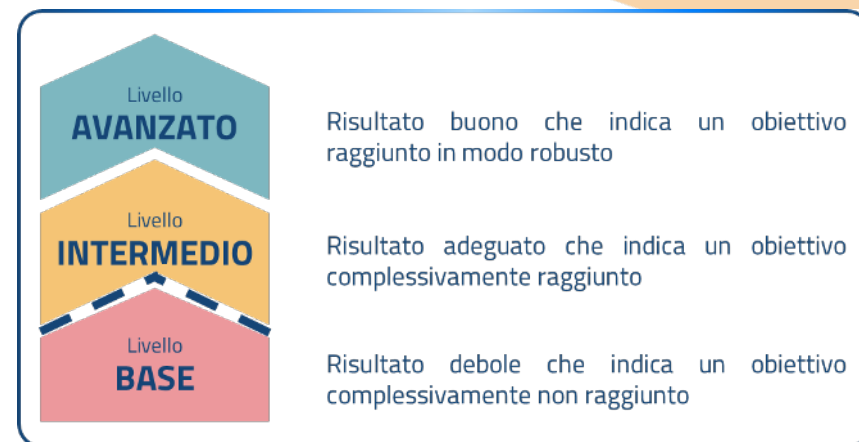 Livello
AVANZATO
Risultato buono che indica un obiettivo
raggiunto in modo robusto
Livello
INTERMEDIO
Risultato adeguato che indica un obiettivo
complessivamente raggiunto
Livello
BASE
Risultato debole che indica un obiettivo
complessivamente non raggiunto